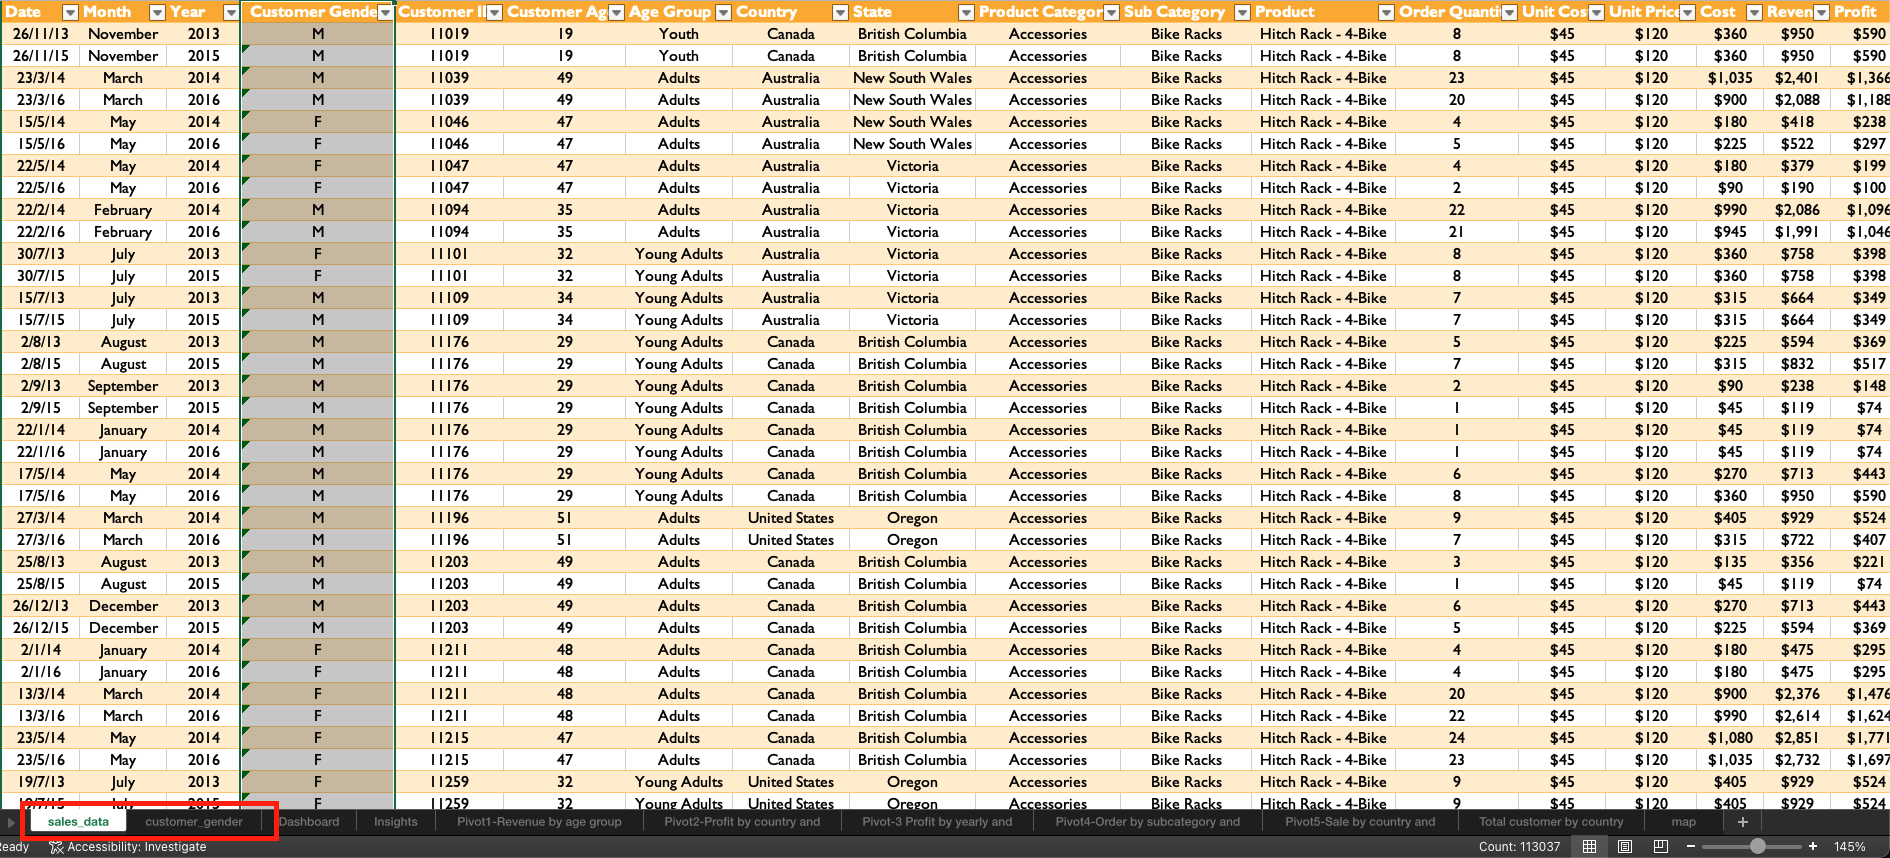 Date Month Year Customer Gende Customer I Customer Ag Age Group Country State Product Categor Sub Category Product Order Quanti Unit Cos Unit Price Cost Reven Profit
26/11/13 November 2013 M 11019 19 Youth Canada British Columbia Accessories Bike Racks Hitch Rack - 4-Bike 8 $45 $120 $360 $950 $590
26/11/15 November 2015 M 11019 19 Youth Canada British Columbia Accessories Bike Racks Hitch Rack - 4-Bike 8 $45 $120 $360 $950 $590
23/3/14 March 2014 M 11039 49 Adults Australia New South Wales Accessories Bike Racks Hitch Rack - 4-Bike 23 $45 $120 $1,035 $2,401 $1,366
23/3/16 March 2016 M 11039 49 Adults Australia New South Wales Accessories Bike Racks Hitch Rack - 4-Bike 20 $45 $120 $900 $2,088 $1,188
15/5/14 May 2014 F 11046 47 Adults Australia New South Wales Accessories Bike Racks Hitch Rack - 4-Bike 4 $45 $120 $180 $418 $238
15/5/16 May 2016 F 11046 47 Adults Australia New South Wales Accessories Bike Racks Hitch Rack - 4-Bike 5 $45 $120 $225 $522 $297
22/5/14 May 2014 F 11047 47 Adults Australia Victoria Accessories Bike Racks Hitch Rack - 4-Bike 4 $45 $120 $180 $379 $199
22/5/16 May 2016 F 11047 47 Adults Australia Victoria Accessories Bike Racks Hitch Rack - 4-Bike 2 $45 $120 $90 $190 $100
22/2/14 February 2014 M 11094 35 Adults Australia Victoria Accessories Bike Racks Hitch Rack - 4-Bike 22 $45 $120 $990 $2,086 $1,096
22/2/16 February 2016 M 11094 35 Adults Australia Victoria Accessories Bike Racks Hitch Rack - 4-Bike 21 $45 $120 $945 $1,991 $1,046
30/7/13 July 2013 F 11101 32 Young Adults Australia Victoria Accessories Bike Racks Hitch Rack - 4-Bike 8 $45 $120 $360 $758 $398
30/7/15 July 2015 F 11101 32 Young Adults Australia Victoria Accessories Bike Racks Hitch Rack - 4-Bike 8 $45 $120 $360 $758 $398
15/7/13 July 2013 M 11109 34 Young Adults Australia Victoria Accessories Bike Racks Hitch Rack - 4-Bike 7 $45 $120 $315 $664 $349
15/7/15 July 2015 M 11109 34 Young Adults Australia Victoria Accessories Bike Racks Hitch Rack - 4-Bike 7 $45 $120 $315 $664 $349
2/8/13 August 2013 M 11176 29 Young Adults Canada British Columbia Accessories Bike Racks Hitch Rack - 4-Bike 5 $45 $120 $225 $594 $369
2/8/15 August 2015 M 11176 29 Young Adults Canada British Columbia Accessories Bike Racks Hitch Rack - 4-Bike 7 $45 $120 $315 $832 $517
2/9/13 September 2013 M 11176 29 Young Adults Canada British Columbia Accessories Bike Racks Hitch Rack - 4-Bike 2 $45 $120 $90 $238 $148
2/9/15 September 2015 M 11176 29 Young Adults Canada British Columbia Accessories Bike Racks Hitch Rack - 4-Bike 1 $45 $120 $45 $119 $74
22/1/14 January 2014 M 11176 29 Young Adults Canada British Columbia Accessories Bike Racks Hitch Rack - 4-Bike 1 $45 $120 $45 $119 $74
22/1/16 January 2016 M 11176 29 Young Adults Canada British Columbia Accessories Bike Racks Hitch Rack - 4-Bike 1 $45 $120 $45 $119 $74
17/5/14 May 2014 M 11176 29 Young Adults Canada British Columbia Accessories Bike Racks Hitch Rack - 4-Bike 6 $45 $120 $270 $713 $443
17/5/16 May 2016 M 11176 29 Young Adults Canada British Columbia Accessories Bike Racks Hitch Rack - 4-Bike 8 $45 $120 $360 $950 $590
27/3/14 March 2014 M 11196 51 Adults United States Oregon Accessories Bike Racks Hitch Rack - 4-Bike 9 $45 $120 $405 $929 $524
27/3/16 March 2016 M 11196 51 Adults United States Oregon Accessories Bike Racks Hitch Rack - 4-Bike 7 $45 $120 $315 $722 $407
25/8/13 August 2013 M 11203 49 Adults Canada British Columbia Accessories Bike Racks Hitch Rack - 4-Bike 3 $45 $120 $135 $356 $221
25/8/15 August 2015 M 11203 49 Adults Canada British Columbia Accessories Bike Racks Hitch Rack - 4-Bike 1 $45 $120 $45 $119 $74
26/12/13 December 2013 M 11203 49 Adults Canada British Columbia Accessories Bike Racks Hitch Rack - 4-Bike 6 $45 $120 $270 $713 $443
26/12/15 December 2015 M 11203 49 Adults Canada British Columbia Accessories Bike Racks Hitch Rack - 4-Bike 5 $45 $120 $225 $594 $369
2/1/14 January 2014 F 11211 48 Adults Canada British Columbia Accessories Bike Racks Hitch Rack - 4-Bike 4 $45 $120 $180 $475 $295
2/1/16 January 2016 F 11211 48 Adults Canada British Columbia Accessories Bike Racks Hitch Rack - 4-Bike 4 $45 $120 $180 $475 $295
13/3/14 March 2014 F 11211 48 Adults Canada British Columbia Accessories Bike Racks Hitch Rack - 4-Bike 20 $45 $120 $900 $2,376 $1,476
13/3/16 March 2016 F 11211 48 Adults Canada British Columbia Accessories Bike Racks Hitch Rack - 4-Bike 22 $45 $120 $990 $2,614 $1,624
23/5/14 May 2014 F 11215 47 Adults Canada British Columbia Accessories Bike Racks Hitch Rack - 4-Bike 24 $45 $120 $1,080 $2,851 $1,771
23/5/16 May 2016 F 11215 47 Adults Canada British Columbia Accessories Bike Racks Hitch Rack - 4-Bike 23 $45 $120 $1,035 $2,732 $1,697
19/7/13 July 2013 F 11259 32 Young Adults United States Oregon Accessories Bike Racks Hitch Rack - 4-Bike 9 $45 $120 $405 $929 $524
19/7/15 July 2015 F 11259 32 Young Adults United States Oregon Accessories Bike Racks Hitch Rack - 4-Bike 9 $45 $120 $405 $929 $524
sales_data customer_gender Dashboard Insights Pivot1-Revenue by age group Pivot2-Profit by country and Pivot-3 Profit by yearly and Pivot4-Order by subcategory and Pivot5-Sale by country and Total customer by country map +
eady Accessibility: Investigate Count: 113037 − + 145%